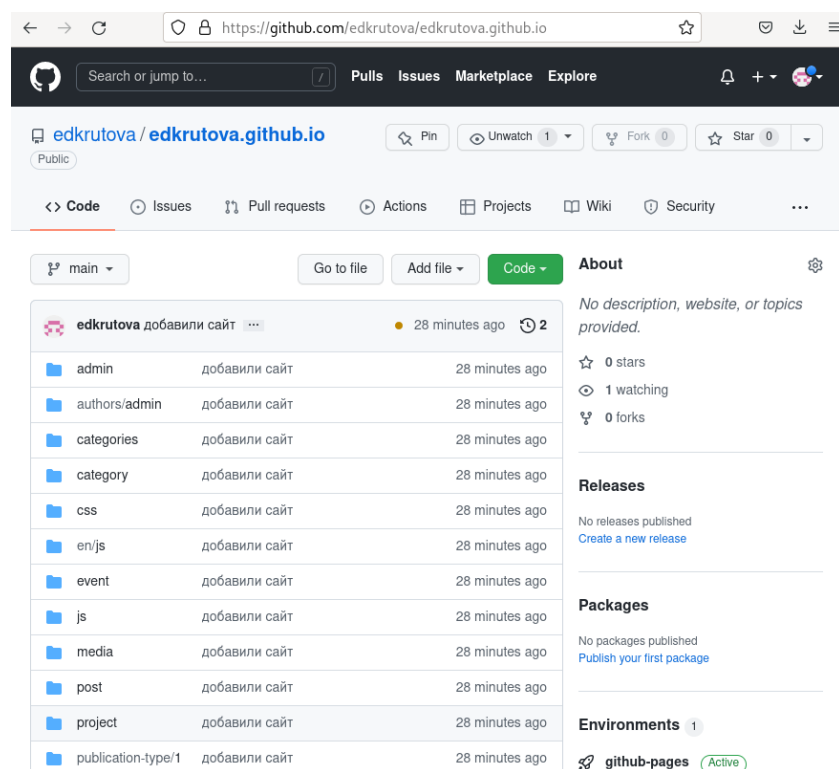 https://github.com/edkrutova/edkrutova.github.io
Search or jump to... / Pulls Issues Marketplace Explore
edkrutova / edkrutova.github.io Pin Unwatch 1 Fork 0 Star 0
Public
Code Issues Pull requests Actions Projects Wiki Security ...
main Go to file Add file Code
edkrutova добавили сайт ... 28 minutes ago 2
admin добавили сайт 28 minutes ago
authors/admin добавили сайт 28 minutes ago
categories добавили сайт 28 minutes ago
category добавили сайт 28 minutes ago
css добавили сайт 28 minutes ago
en/js добавили сайт 28 minutes ago
event добавили сайт 28 minutes ago
js добавили сайт 28 minutes ago
media добавили сайт 28 minutes ago
post добавили сайт 28 minutes ago
project добавили сайт 28 minutes ago
publication-type/1 добавили сайт 28 minutes ago
About
No description, website, or topics
provided.
0 stars
1 watching
0 forks
Releases
No releases published
Create a new release
Packages
No packages published
Publish your first package
Environments 1
github-pages Active